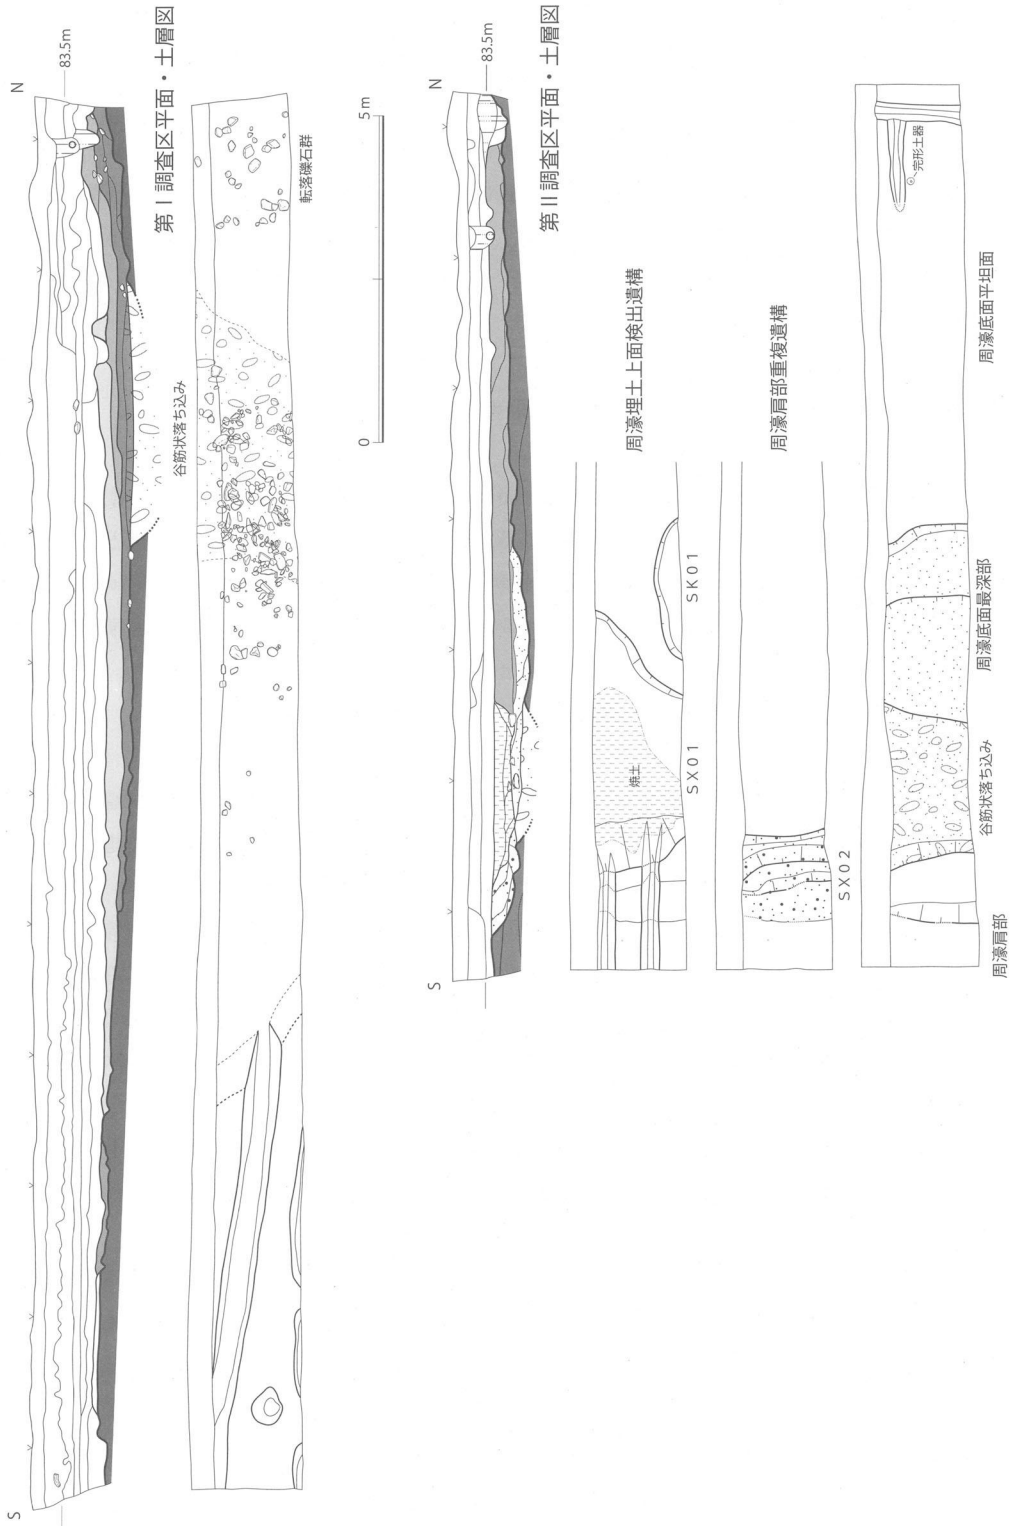 S
N
83.5m
第Ⅰ調査区平面・土層図
谷筋状落ち込み
転落礫石群
0
5m
S
N
83.5m
第Ⅱ調査区平面・土層図
周濠埋土上面検出遺構
焼土
SX01
SK01
周濠肩部重複遺構
SX02
完形土器
周濠肩部
谷筋状落ち込み
周濠底面最深部
周濠底面平坦面